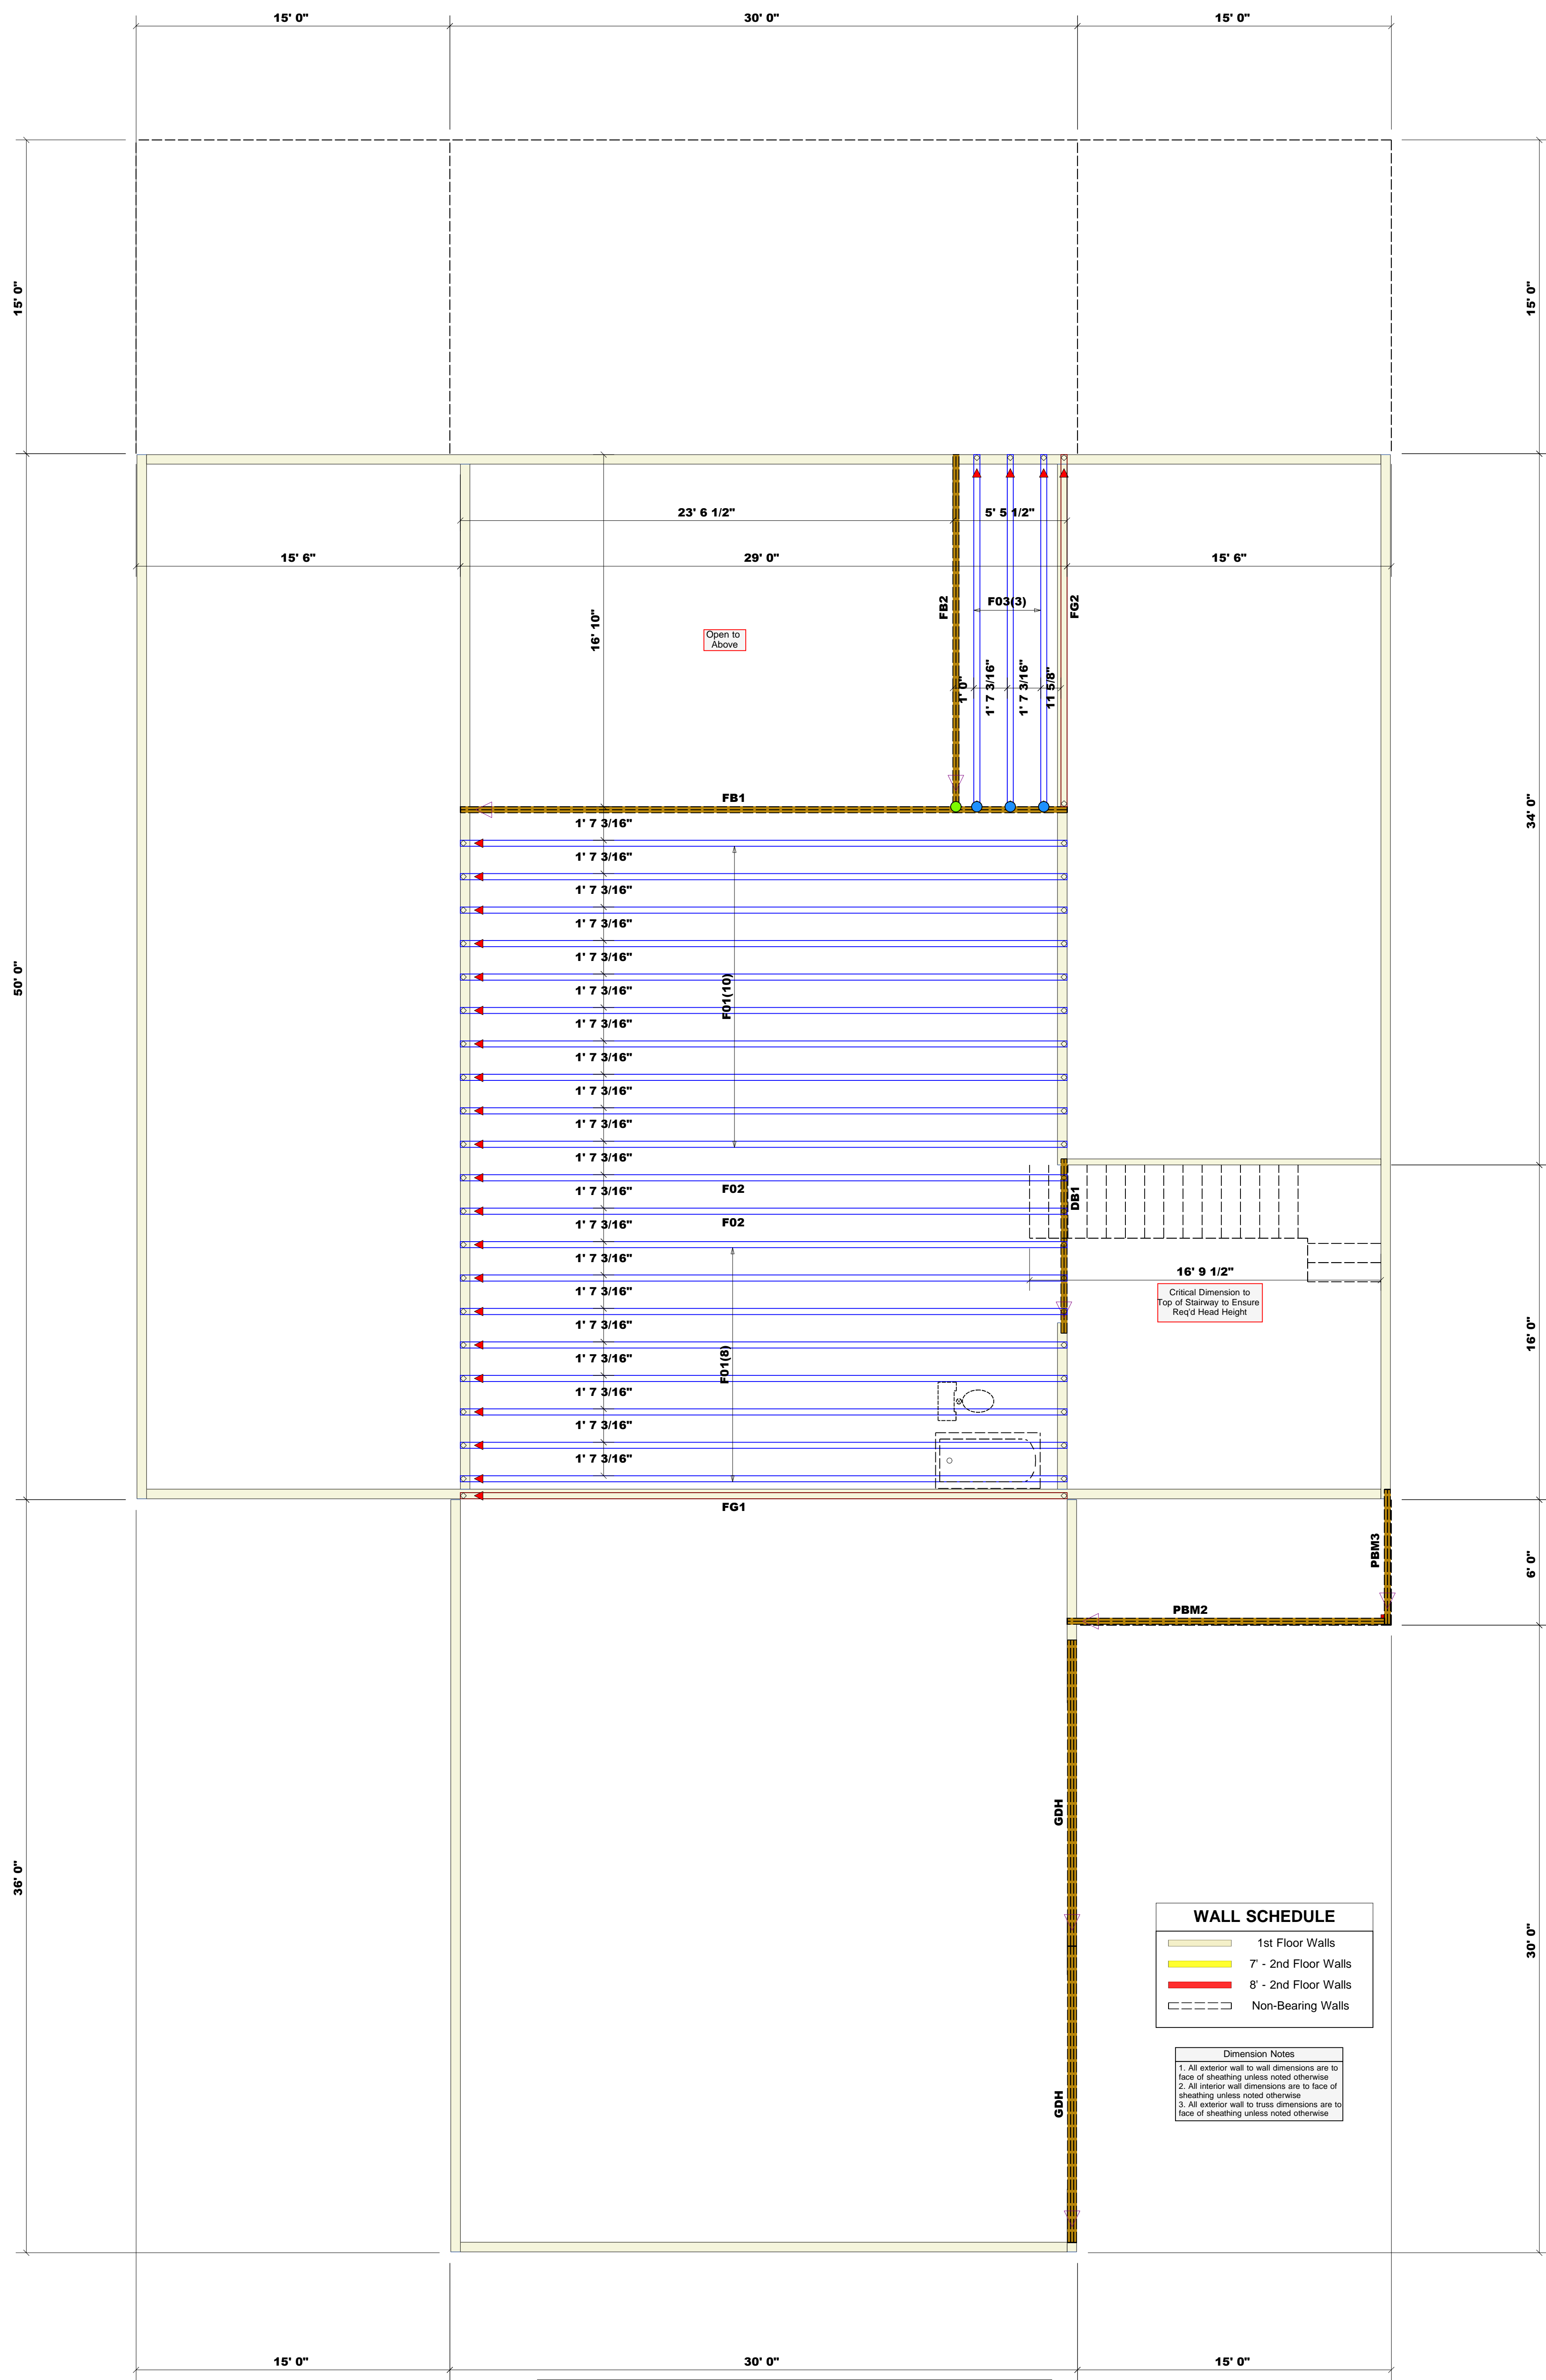 15' 0"
30' 0"
15' 0"
15' 0"
15' 0"
23' 6 1/2"
5' 5 1/2"
15' 6"
29' 0"
15' 6"
16' 10"
Open to
Above
FB2
F03(3)
FG2
1' 0"
1' 7 3/16"
1' 7 3/16"
11 5/8"
34' 0"
FB1
1' 7 3/16"
1' 7 3/16"
1' 7 3/16"
1' 7 3/16"
1' 7 3/16"
50' 0"
F01(10)
1' 7 3/16"
1' 7 3/16"
1' 7 3/16"
1' 7 3/16"
1' 7 3/16"
1' 7 3/16"
F02
DB1
1' 7 3/16"
F02
1' 7 3/16"
1' 7 3/16"
16' 9 1/2"
1' 7 3/16"
Critical Dimension to
Top of Stairway to Ensure
Req'd Head Height
1' 7 3/16"
16' 0"
F01(8)
1' 7 3/16"
1' 7 3/16"
1' 7 3/16"
1' 7 3/16"
FG1
PBM3
6' 0"
PBM2
GDH
36' 0"
WALL SCHEDULE
1st Floor Walls
7' - 2nd Floor Walls
8' - 2nd Floor Walls
Non-Bearing Walls
30' 0"
Dimension Notes
1. All exterior wall to wall dimensions are to
face of sheathing unless noted otherwise
2. All interior wall dimensions are to face of
sheathing unless noted otherwise
3. All exterior wall to truss dimensions are to
face of sheathing unless noted otherwise
GDH
15' 0"
30' 0"
15' 0"